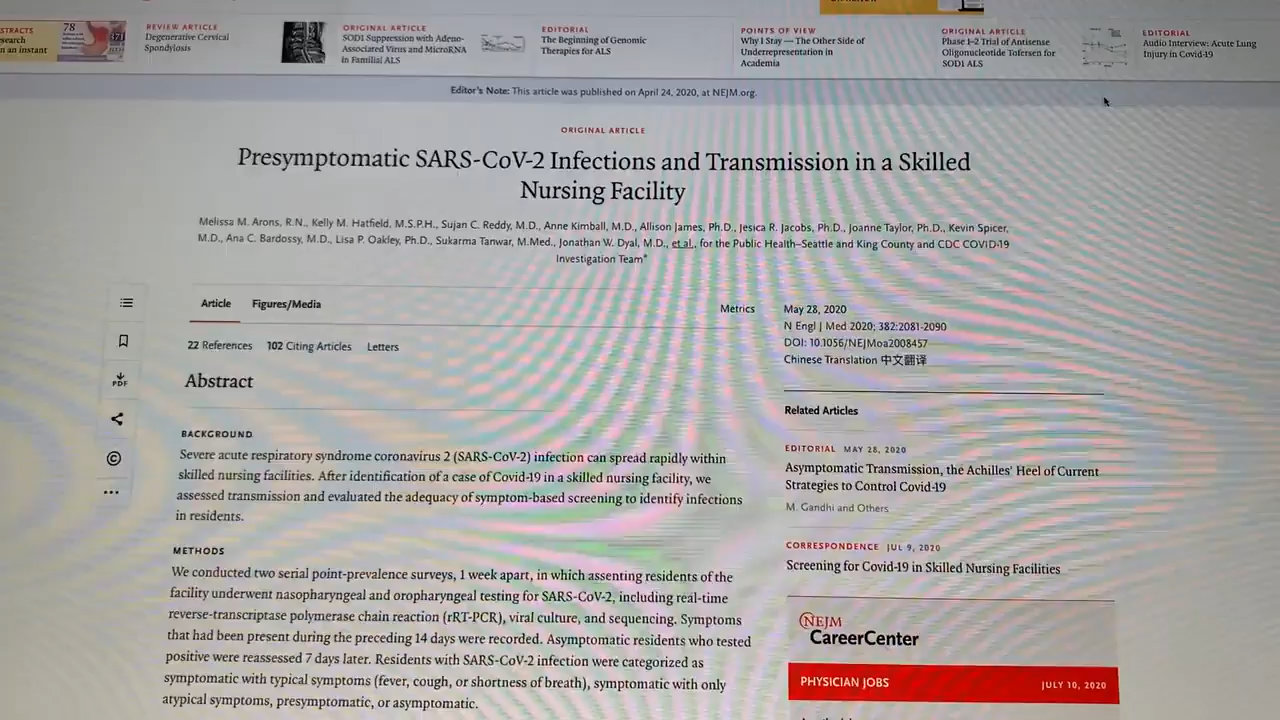 STRACTS
search
n an instant
78
REVIEW ARTICLE
Degenerative Cervical
Spondylosis
ORIGINAL ARTICLE
SOD1 Suppression with Adeno-
Associated Virus and MicroRNA
in Familial ALS
EDITORIAL
The Beginning of Genomic
Therapies for ALS
POINTS OF VIEW
Why I Stay — The Other Side of
Underrepresentation in
Academia
ORIGINAL ARTICLE
Phase 1–2 Trial of Antisense
Oligonucleotide Tofersen for
SOD1 ALS
EDITORIAL
Audio Interview: Acute Lung
Injury in Covid-19
Editor's Note: This article was published on April 24, 2020, at NEJM.org.
ORIGINAL ARTICLE
Presymptomatic SARS-CoV-2 Infections and Transmission in a Skilled
Nursing Facility
Melissa M. Arons, R.N., Kelly M. Hatfield, M.S.P.H., Sujan C. Reddy, M.D., Anne Kimball, M.D., Allison James, Ph.D., Jesica R. Jacobs, Ph.D., Joanne Taylor, Ph.D., Kevin Spicer,
M.D., Ana C. Bardossy, M.D., Lisa P. Oakley, Ph.D., Sukarma Tanwar, M.Med., Jonathan W. Dyal, M.D., et al., for the Public Health–Seattle and King County and CDC COVID-19
Investigation Team*
Article Figures/Media
Metrics
22 References 102 Citing Articles Letters
Abstract
BACKGROUND
Severe acute respiratory syndrome coronavirus 2 (SARS-CoV-2) infection can spread rapidly within
skilled nursing facilities. After identification of a case of Covid-19 in a skilled nursing facility, we
assessed transmission and evaluated the adequacy of symptom-based screening to identify infections
in residents.
METHODS
We conducted two serial point-prevalence surveys, 1 week apart, in which assenting residents of the
facility underwent nasopharyngeal and oropharyngeal testing for SARS-CoV-2, including real-time
reverse-transcriptase polymerase chain reaction (rRT-PCR), viral culture, and sequencing. Symptoms
that had been present during the preceding 14 days were recorded. Asymptomatic residents who tested
positive were reassessed 7 days later. Residents with SARS-CoV-2 infection were categorized as
symptomatic with typical symptoms (fever, cough, or shortness of breath), symptomatic with only
atypical symptoms, presymptomatic, or asymptomatic.
PDF
May 28, 2020
N Engl J Med 2020; 382:2081-2090
DOI: 10.1056/NEJMoa2008457
Chinese Translation 中文翻译
Related Articles
EDITORIAL MAY 28, 2020
Asymptomatic Transmission, the Achilles' Heel of Current
Strategies to Control Covid-19
M. Gandhi and Others
CORRESPONDENCE JUL 9, 2020
Screening for Covid-19 in Skilled Nursing Facilities
NEJM
CareerCenter
PHYSICIAN JOBS
JULY 10, 2020